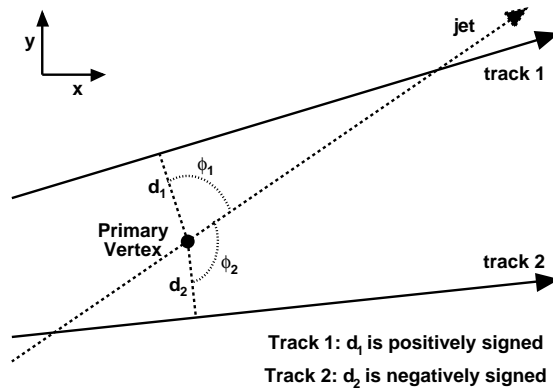 y
x
jet
track 1
ϕ1
d1
Primary
Vertex
ϕ2
d2
track 2
Track 1: d1 is positively signed
Track 2: d2 is negatively signed